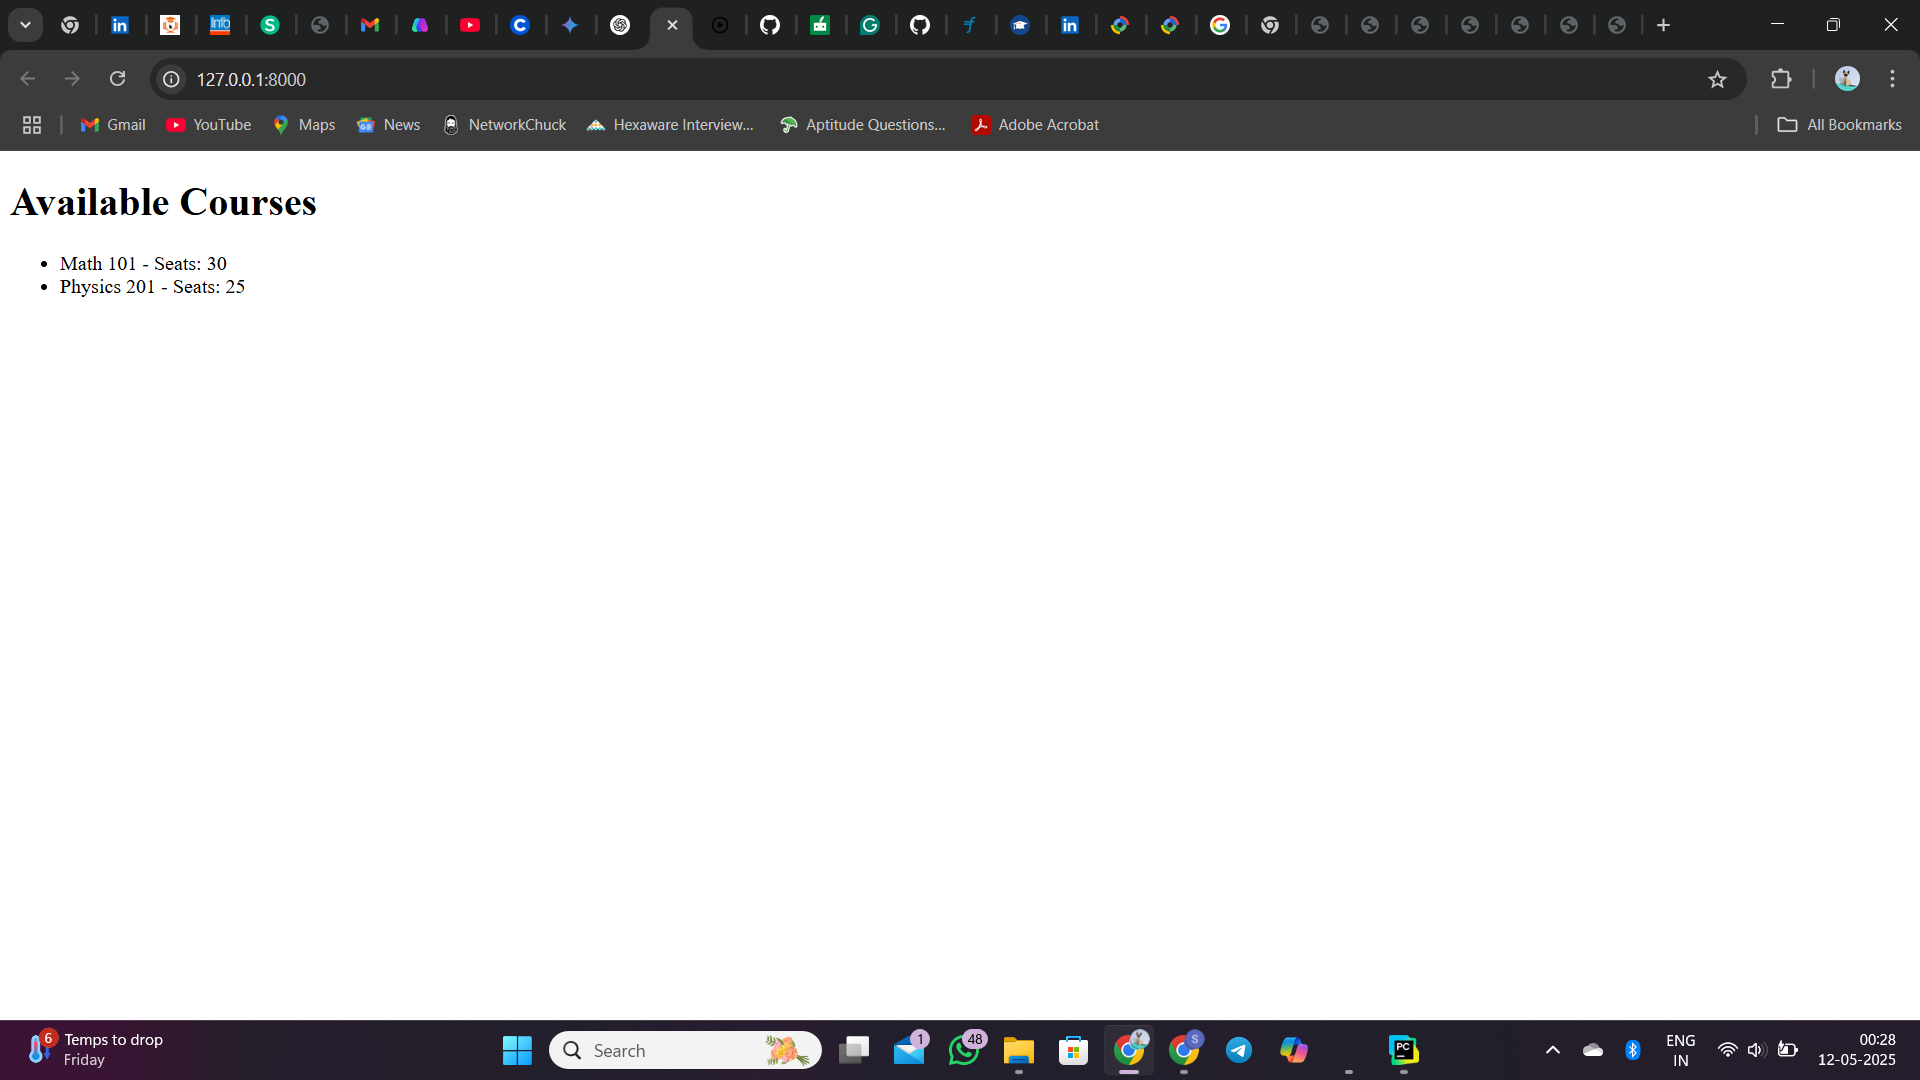 127.0.0.1:8000
Gmail
YouTube
Maps
News
NetworkChuck
Hexaware Interview...
Aptitude Questions...
Adobe Acrobat
All Bookmarks
Available Courses
• Math 101 - Seats: 30
• Physics 201 - Seats: 25
6
Temps to drop
Friday
Search
1
48
S
PC
ENG
IN
00:28
12-05-2025